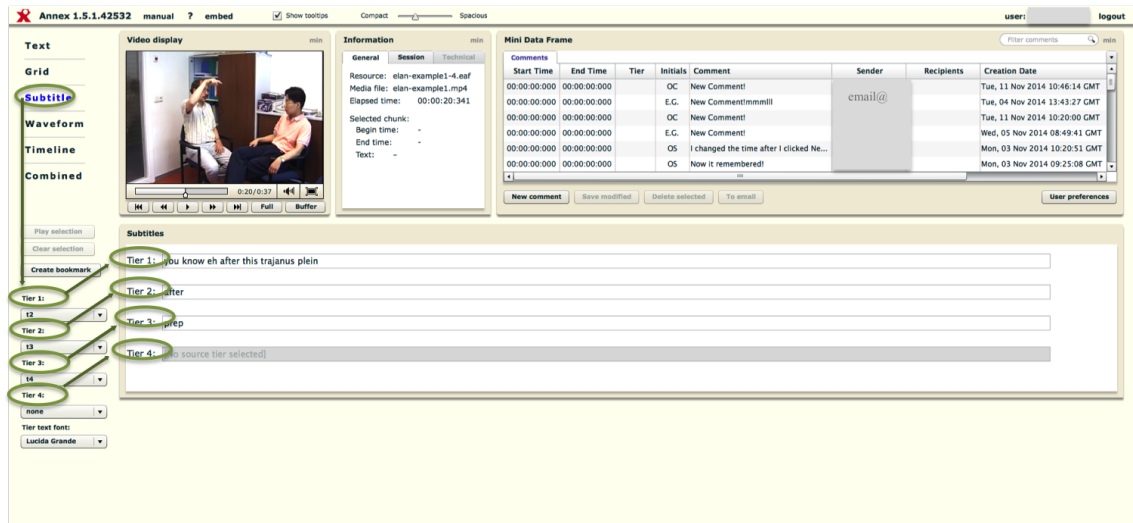 Annex 1.5.1.42532 manual ? embed Show tooltips Compact Spacious user: logout
Text
Grid
Subtitle
Waveform
Timeline
Combined
Play selection
Clear selection
Create bookmark
Tier 1:
t2
Tier 2:
t3
Tier 3:
t4
Tier 4:
none
Tier text font:
Lucida Grande
Video display min
0:20/0:37
Full Buffer
Information min
General Session Technical
Resource: elan-example1-4.eaf
Media file: elan-example1.mp4
Elapsed time: 00:00:20:341
Selected chunk:
Begin time: -
End time: -
Text: -
Mini Data Frame Filter comments min
Comments
Start Time End Time Tier Initials Comment Sender Recipients Creation Date
00:00:00:000 00:00:00:000 OC New Comment! Tue, 11 Nov 2014 10:46:14 GMT
email@
00:00:00:000 00:00:00:000 E.G. New Comment!mmmlll Tue, 04 Nov 2014 13:43:27 GMT
00:00:00:000 00:00:00:000 OC New Comment! Tue, 11 Nov 2014 10:20:00 GMT
00:00:00:000 00:00:00:000 E.G. New Comment! Wed, 05 Nov 2014 08:49:41 GMT
00:00:00:000 00:00:00:000 OS I changed the time after I clicked Ne... Mon, 03 Nov 2014 10:20:51 GMT
00:00:00:000 00:00:00:000 OS Now it remembered! Mon, 03 Nov 2014 09:25:08 GMT
New comment Save modified Delete selected To email User preferences
Subtitles
Tier 1: you know eh after this trajanus plein
Tier 2: after
Tier 3: prep
Tier 4: [No source tier selected]